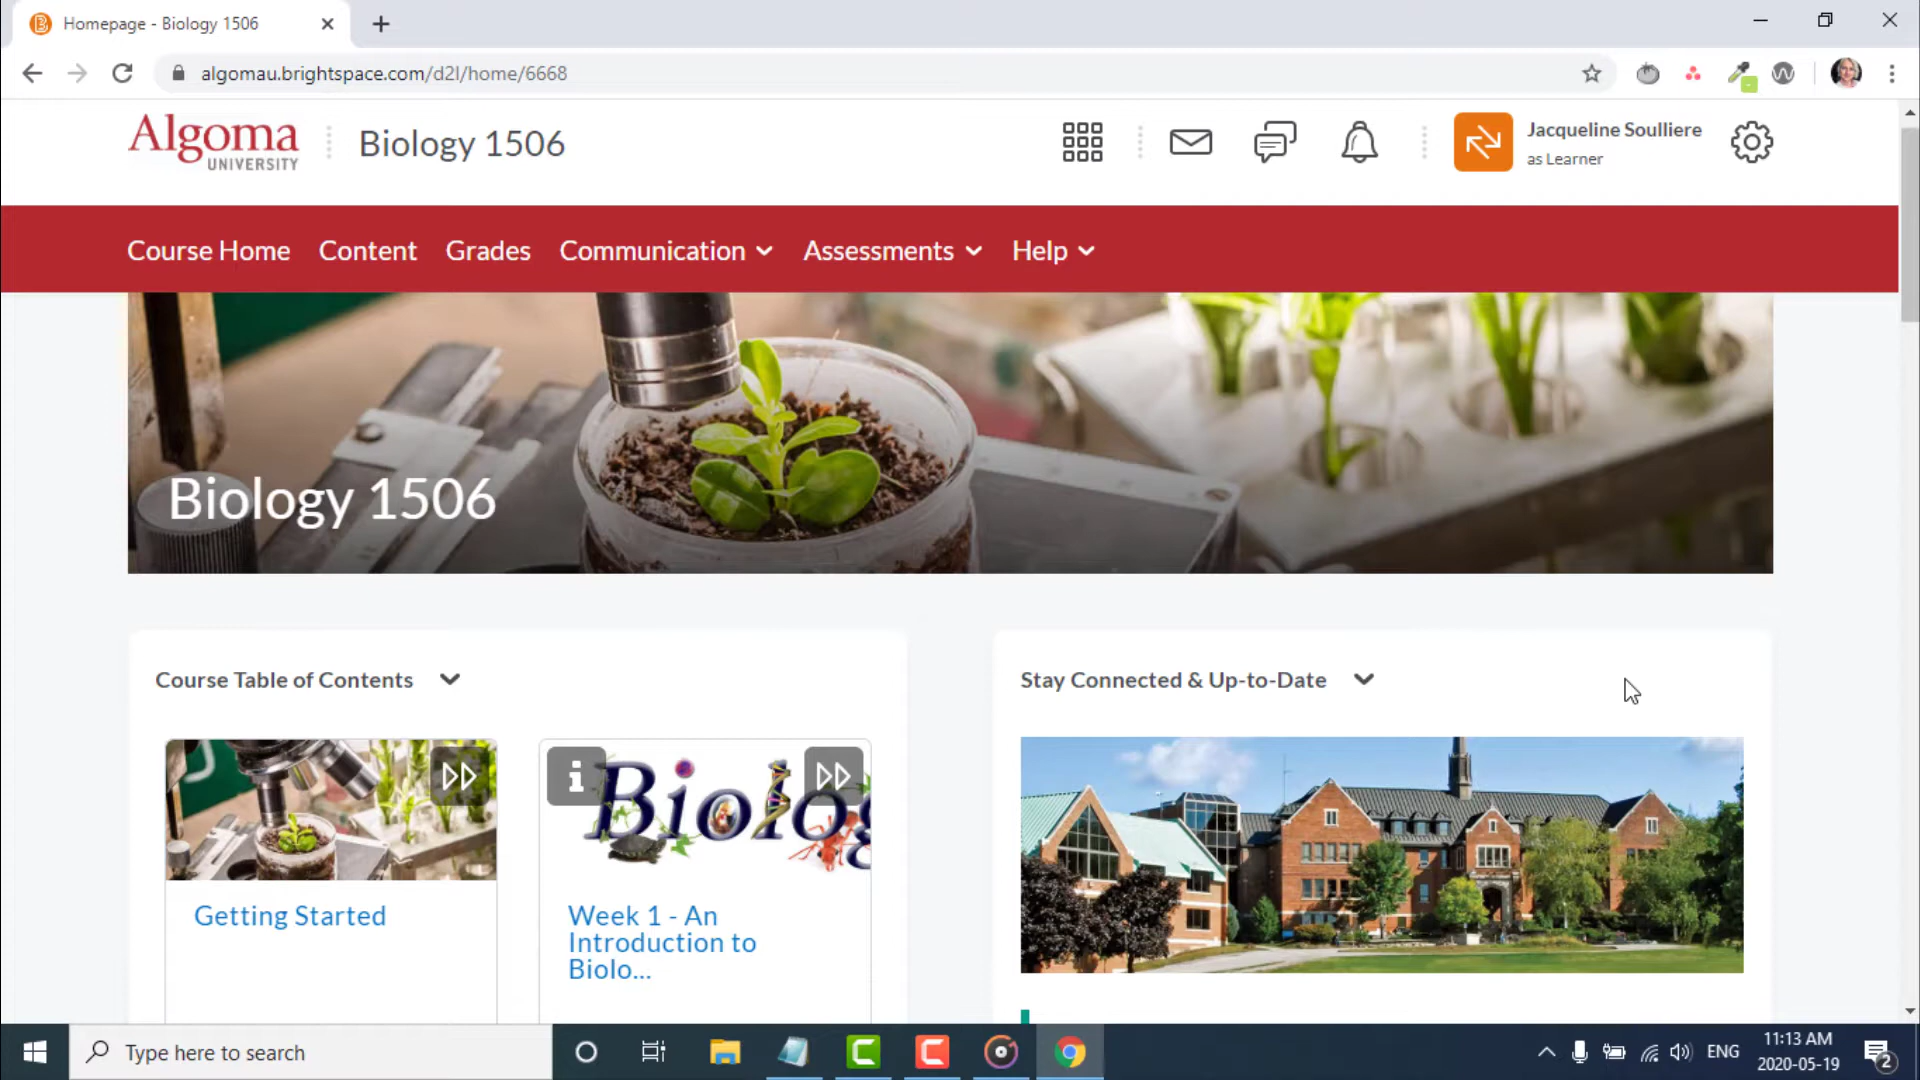 Homepage - Biology 1506
algomau.brightspace.com/d2l/home/6668
Algoma
UNIVERSITY
Biology 1506
Jacqueline Soulliere
as Learner
Course Home Content Grades Communication Assessments Help
Biology 1506
Course Table of Contents
Stay Connected & Up-to-Date
i
Biolog
Getting Started
Week 1 - An
Introduction to
Biolo...
Type here to search
ENG
11:13 AM
2020-05-19
2